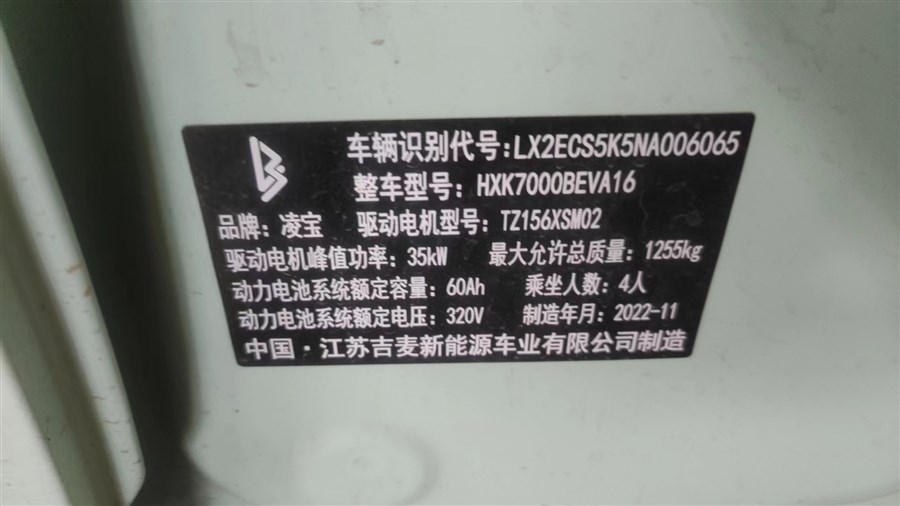 车辆识别代号:LX2ECS5K5NA006065
整车型号: HXK7000BEVA16
品牌: 凌宝 驱动电机型号: TZ156XSM02
驱动电机峰值功率: 35kW 最大允许总质量: 1255kg
动力电池系统额定容量: 60Ah 乘坐人数: 4人
动力电池系统额定电压: 320V 制造年月: 2022-11
中国·江苏吉麦新能源车业有限公司制造